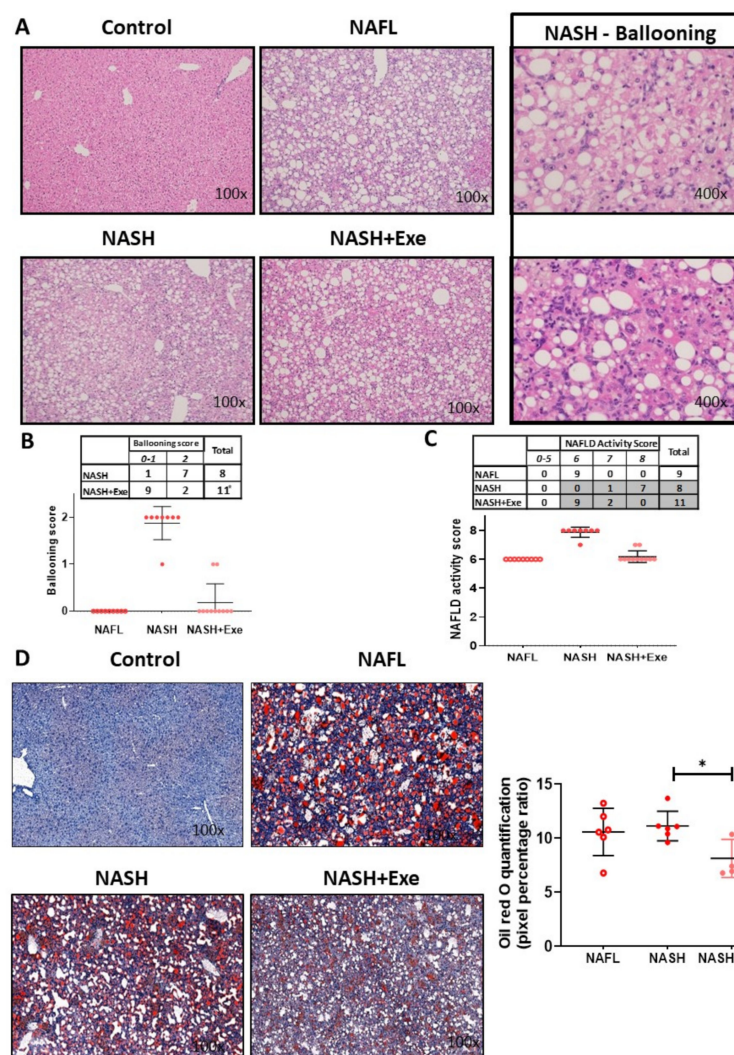 A
Control
NAFL
NASH - Ballooning
100x
100x
400x
NASH
NASH+Exe
100x
100x
400x
B
Ballooning score
Total
0-1
2
NASH
1
7
8
NASH+Exe
9
2
11*
Ballooning score
2
1
0
NAFL
NASH
NASH+Exe
C
NAFLD Activity Score
Total
0-5
6
7
8
NAFL
0
9
0
0
9
NASH
0
0
1
7
8
NASH+Exe
0
9
2
0
11
NAFLD activity score
8
6
4
2
0
NAFL
NASH
NASH+Exe
D
Control
NAFL
100x
100x
NASH
NASH+Exe
100x
100x
Oil red O quantification
(pixel percentage ratio)
15
10
5
0
*
NAFL
NASH
NASH